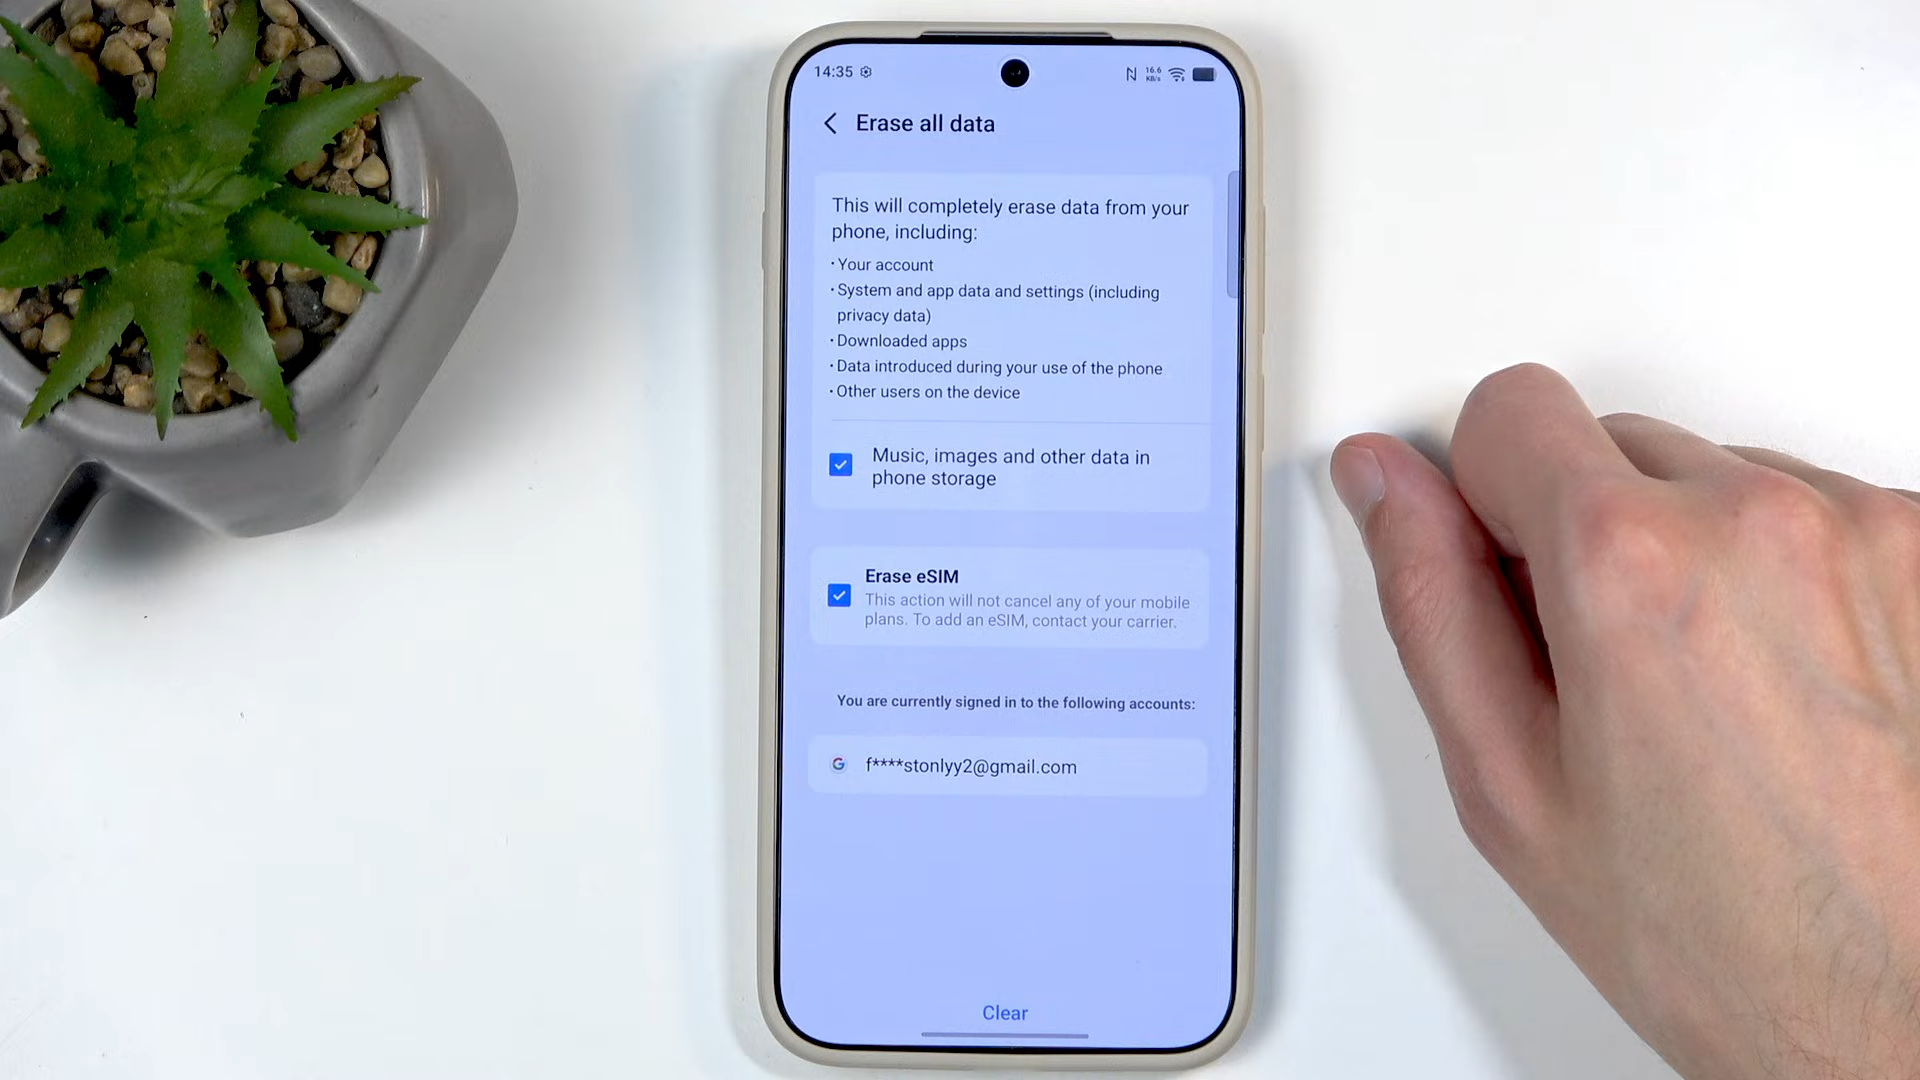 14:35
16.6
KB/s
Erase all data
This will completely erase data from your
phone, including:
· Your account
· System and app data and settings (including
privacy data)
· Downloaded apps
· Data introduced during your use of the phone
· Other users on the device
Music, images and other data in
phone storage
Erase eSIM
This action will not cancel any of your mobile
plans. To add an eSIM, contact your carrier.
You are currently signed in to the following accounts:
f****stonlyy2@gmail.com
Clear